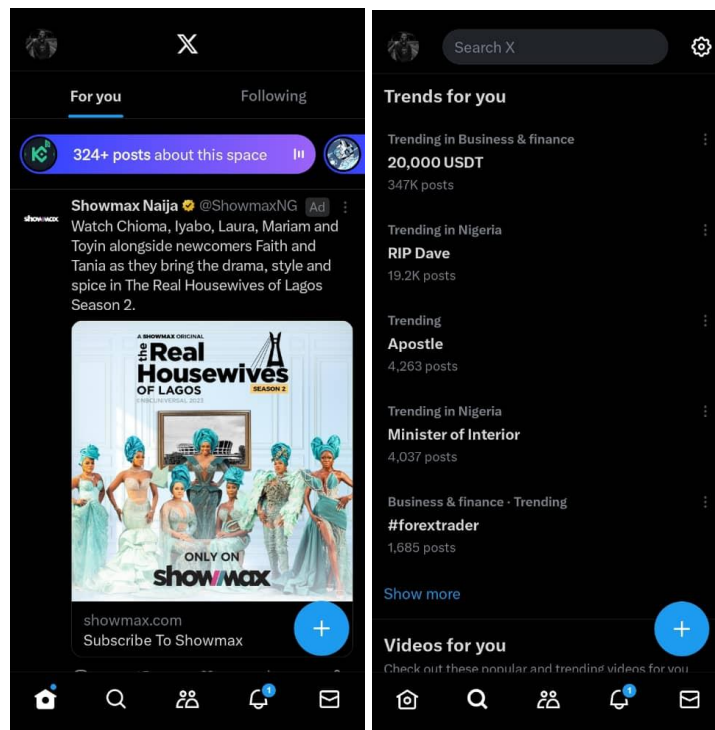 X
For you
Following
324+ posts about this space
showmax
Showmax Naija @ShowmaxNG Ad
Watch Chioma, Iyabo, Laura, Mariam and
Toyin alongside newcomers Faith and
Tania as they bring the drama, style and
spice in The Real Housewives of Lagos
Season 2.
A SHOWMAX ORIGINAL
the Real
Housewives
OF LAGOS
SEASON 2
©NBCUNIVERSAL 2023
ONLY ON
showmax
showmax.com
Subscribe To Showmax
1
Search X
Trends for you
Trending in Business & finance
20,000 USDT
347K posts
Trending in Nigeria
RIP Dave
19.2K posts
Trending
Apostle
4,263 posts
Trending in Nigeria
Minister of Interior
4,037 posts
Business & finance · Trending
#forextrader
1,685 posts
Show more
Videos for you
Check out these popular and trending videos for you
1